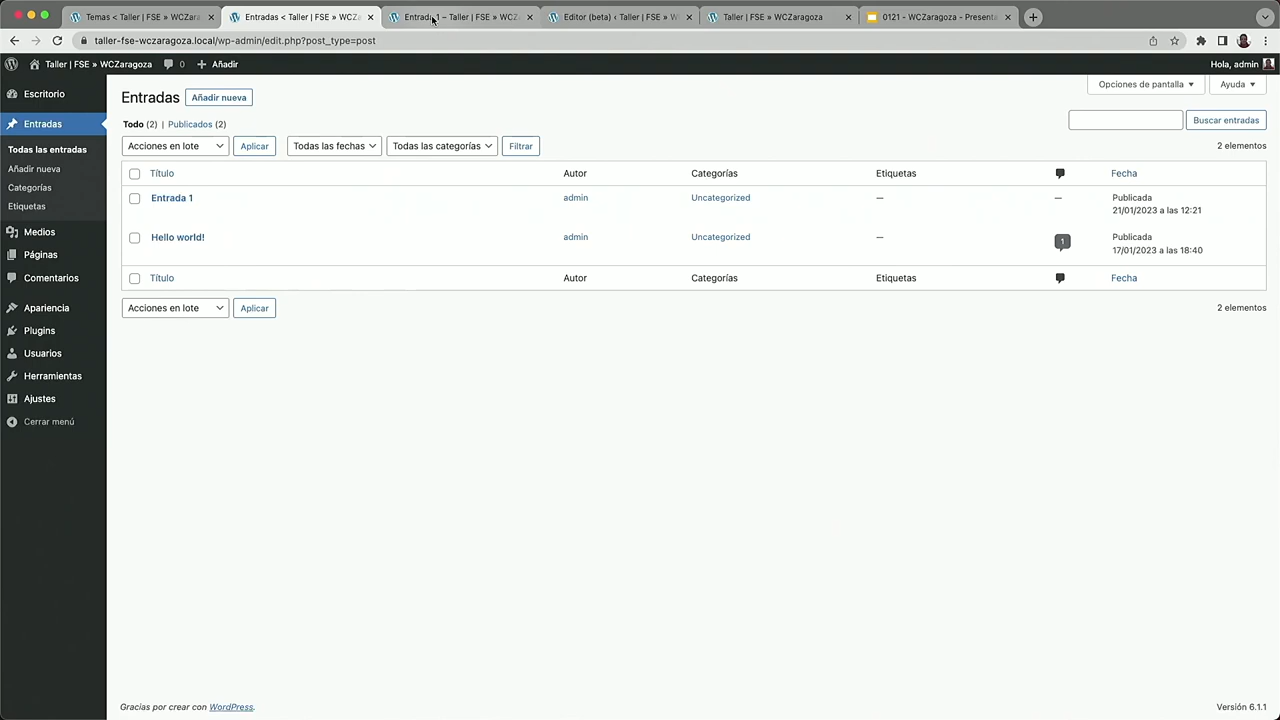 Temas < Taller | FSE » WCZara
Entradas < Taller | FSE » WCZ
Entrada 1 – Taller | FSE » WCZ
Editor (beta) ‹ Taller | FSE » W
Taller | FSE » WCZaragoza
0121 - WCZaragoza - Presenta
taller-fse-wczaragoza.local/wp-admin/edit.php?post_type=post
Taller | FSE » WCZaragoza
0
Añadir
Hola, admin
Escritorio
Entradas
Todas las entradas
Añadir nueva
Categorías
Etiquetas
Medios
Páginas
Comentarios
Apariencia
Plugins
Usuarios
Herramientas
Ajustes
Cerrar menú
Opciones de pantalla ▼
Ayuda ▼
Entradas
Añadir nueva
Todo (2) | Publicados (2)
Buscar entradas
Acciones en lote
Aplicar
Todas las fechas
Todas las categorías
Filtrar
2 elementos
Título
Autor
Categorías
Etiquetas
Fecha
Entrada 1
admin
Uncategorized
—
—
Publicada
21/01/2023 a las 12:21
Hello world!
admin
Uncategorized
—
1
Publicada
17/01/2023 a las 18:40
Título
Autor
Categorías
Etiquetas
Fecha
Acciones en lote
Aplicar
2 elementos
Gracias por crear con WordPress.
Versión 6.1.1